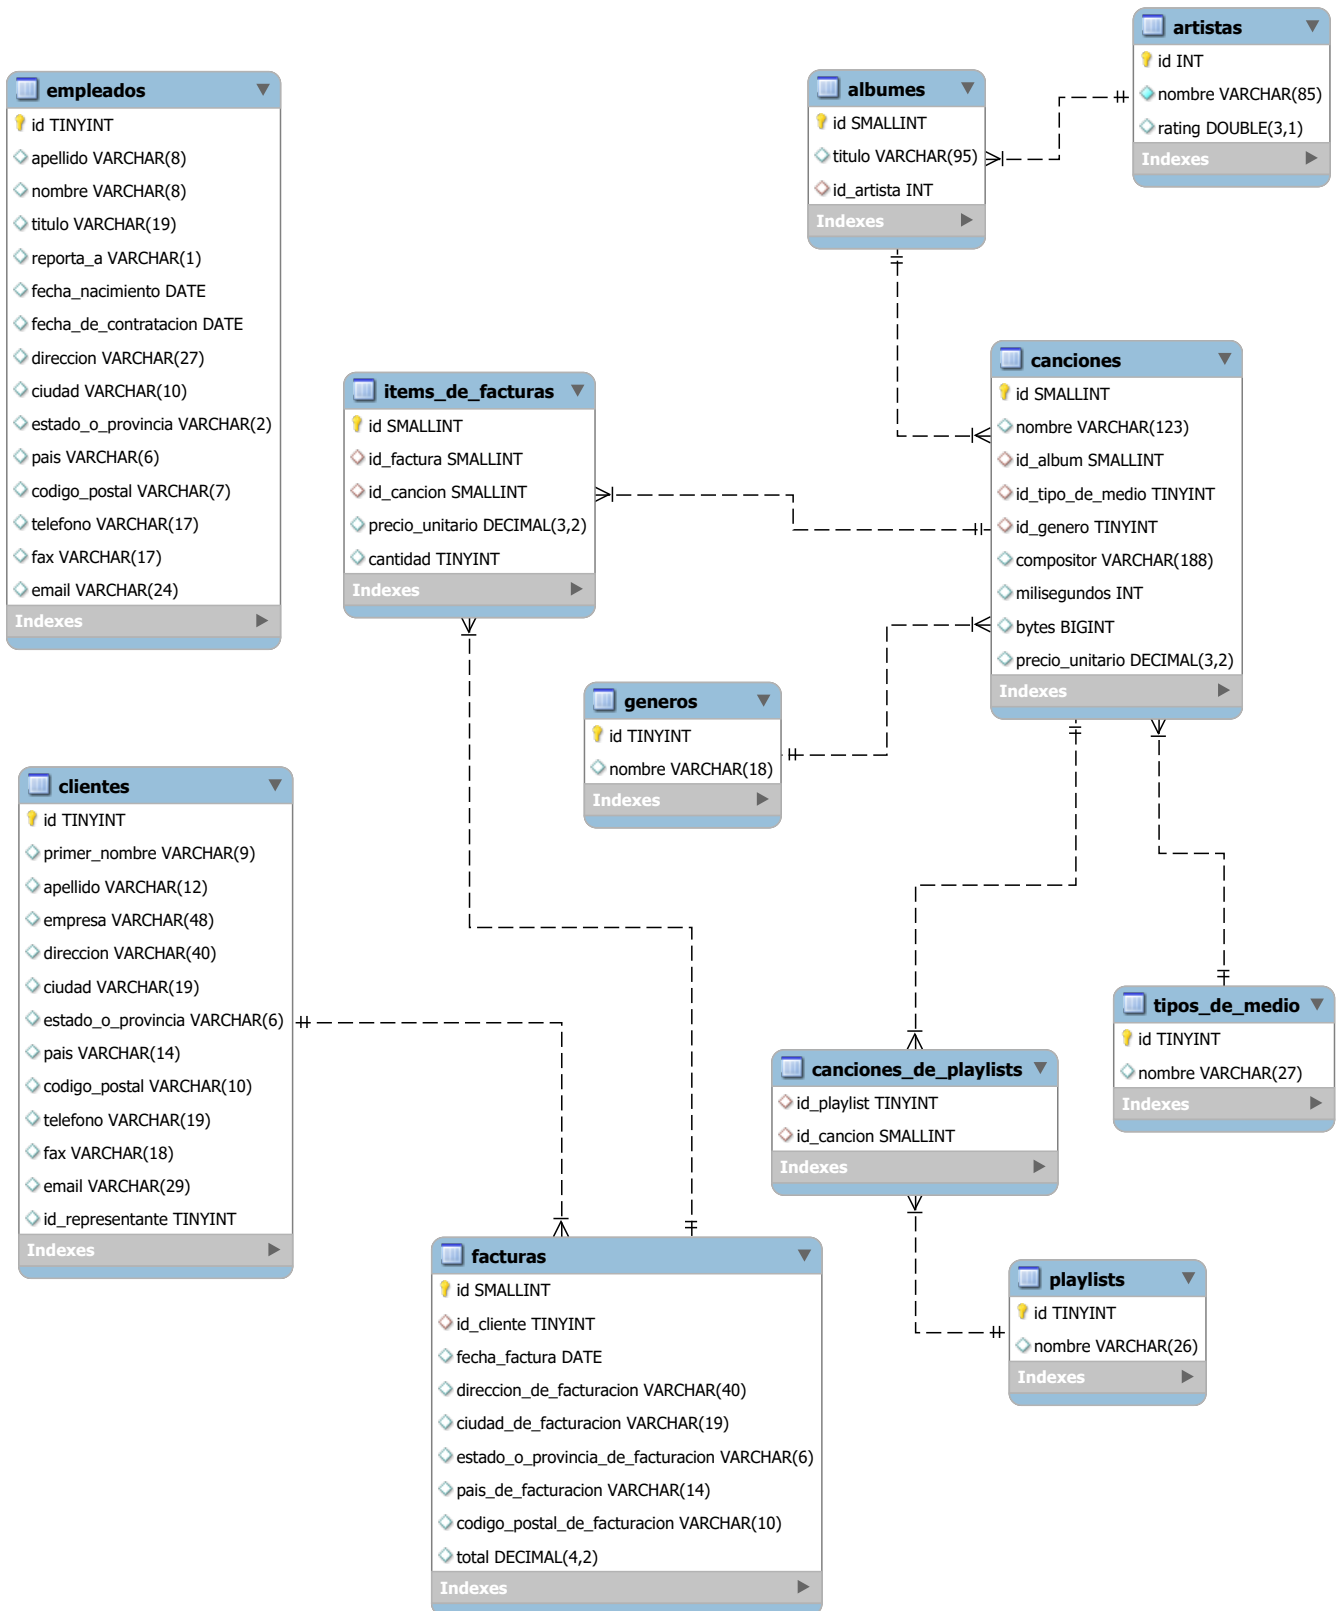 artistas
id INT
nombre VARCHAR(85)
rating DOUBLE(3,1)
Indexes
albumes
id SMALLINT
titulo VARCHAR(95)
id_artista INT
Indexes
empleados
id TINYINT
apellido VARCHAR(8)
nombre VARCHAR(8)
titulo VARCHAR(19)
reporta_a VARCHAR(1)
fecha_nacimiento DATE
fecha_de_contratacion DATE
direccion VARCHAR(27)
ciudad VARCHAR(10)
estado_o_provincia VARCHAR(2)
pais VARCHAR(6)
codigo_postal VARCHAR(7)
telefono VARCHAR(17)
fax VARCHAR(17)
email VARCHAR(24)
Indexes
canciones
id SMALLINT
nombre VARCHAR(123)
id_album SMALLINT
id_tipo_de_medio TINYINT
id_genero TINYINT
compositor VARCHAR(188)
milisegundos INT
bytes BIGINT
precio_unitario DECIMAL(3,2)
Indexes
items_de_facturas
id SMALLINT
id_factura SMALLINT
id_cancion SMALLINT
precio_unitario DECIMAL(3,2)
cantidad TINYINT
Indexes
generos
id TINYINT
nombre VARCHAR(18)
Indexes
clientes
id TINYINT
primer_nombre VARCHAR(9)
apellido VARCHAR(12)
empresa VARCHAR(48)
direccion VARCHAR(40)
ciudad VARCHAR(19)
estado_o_provincia VARCHAR(6)
pais VARCHAR(14)
codigo_postal VARCHAR(10)
telefono VARCHAR(19)
fax VARCHAR(18)
email VARCHAR(29)
id_representante TINYINT
Indexes
tipos_de_medio
id TINYINT
nombre VARCHAR(27)
Indexes
canciones_de_playlists
id_playlist TINYINT
id_cancion SMALLINT
Indexes
facturas
id SMALLINT
id_cliente TINYINT
fecha_factura DATE
direccion_de_facturacion VARCHAR(40)
ciudad_de_facturacion VARCHAR(19)
estado_o_provincia_de_facturacion VARCHAR(6)
pais_de_facturacion VARCHAR(14)
codigo_postal_de_facturacion VARCHAR(10)
total DECIMAL(4,2)
Indexes
playlists
id TINYINT
nombre VARCHAR(26)
Indexes